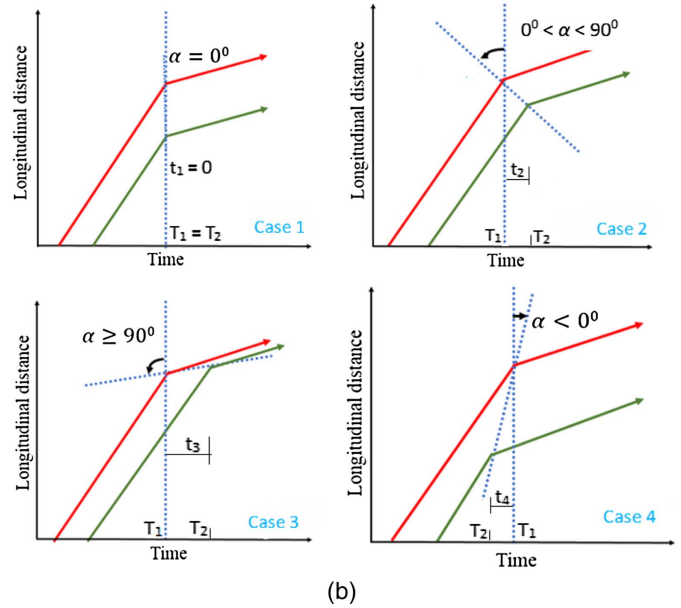 α = 0⁰
Longitudinal distance
t₁ = 0
T₁ = T₂
Case 1
Time
0⁰ < α < 90⁰
Longitudinal distance
t₂
T₁
T₂
Case 2
Time
α ≥ 90⁰
Longitudinal distance
t₃
T₁
T₂
Case 3
Time
α < 0⁰
Longitudinal distance
t₄
T₂
T₁
Case 4
Time
(b)